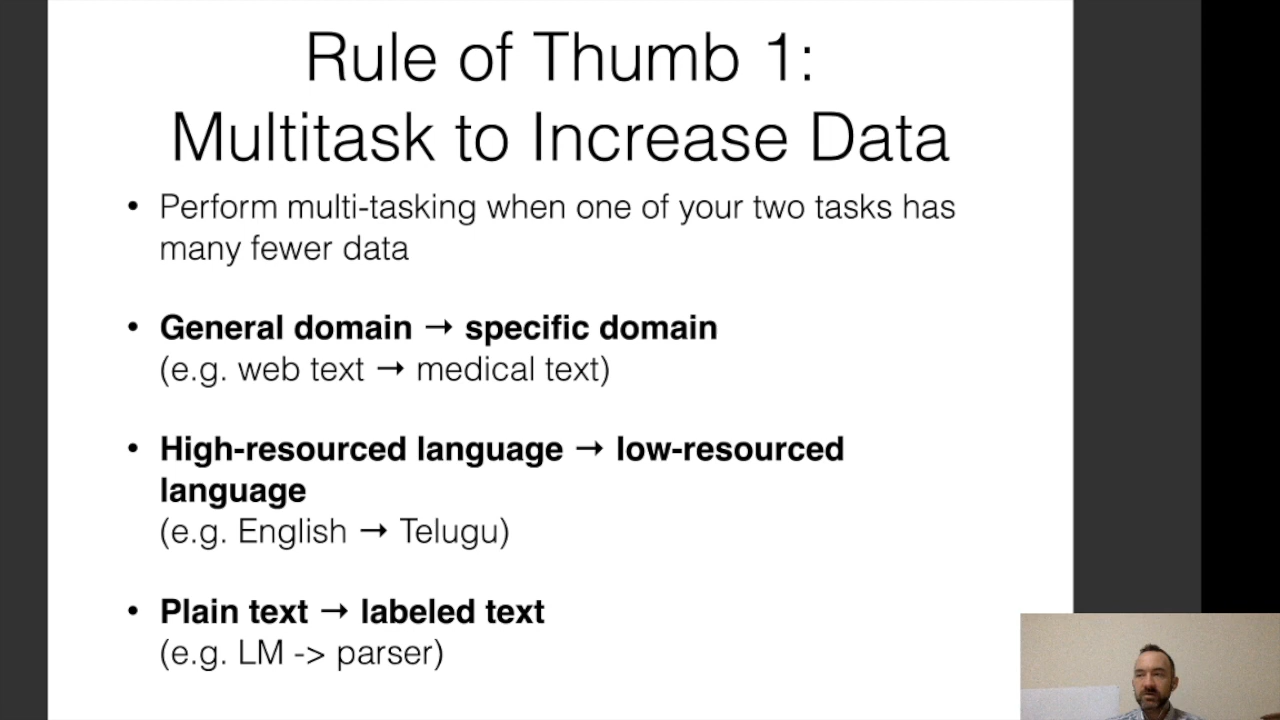 Rule of Thumb 1:
Multitask to Increase Data
• Perform multi-tasking when one of your two tasks has
many fewer data
• General domain → specific domain
(e.g. web text → medical text)
• High-resourced language → low-resourced
language
(e.g. English → Telugu)
• Plain text → labeled text
(e.g. LM -> parser)